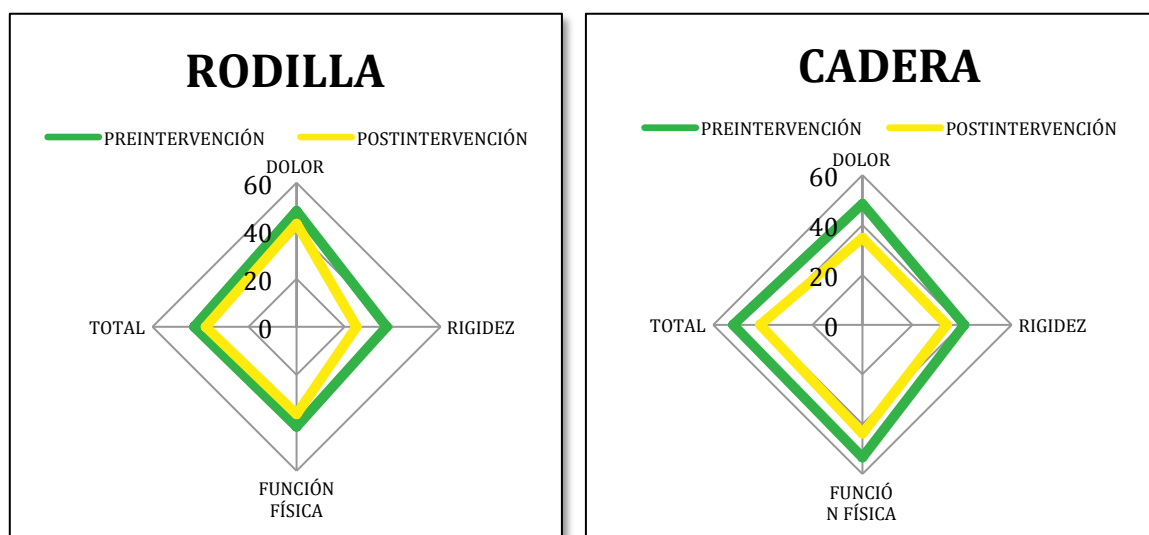 RODILLA
PREINTERVENCIÓN POSTINTERVENCIÓN
DOLOR
60
40
20
0
TOTAL
RIGIDEZ
FUNCIÓN
FÍSICA
CADERA
PREINTERVENCIÓN POSTINTERVENCIÓN
DOLOR
60
40
20
0
TOTAL
RIGIDEZ
FUNCIÓ
N FÍSICA